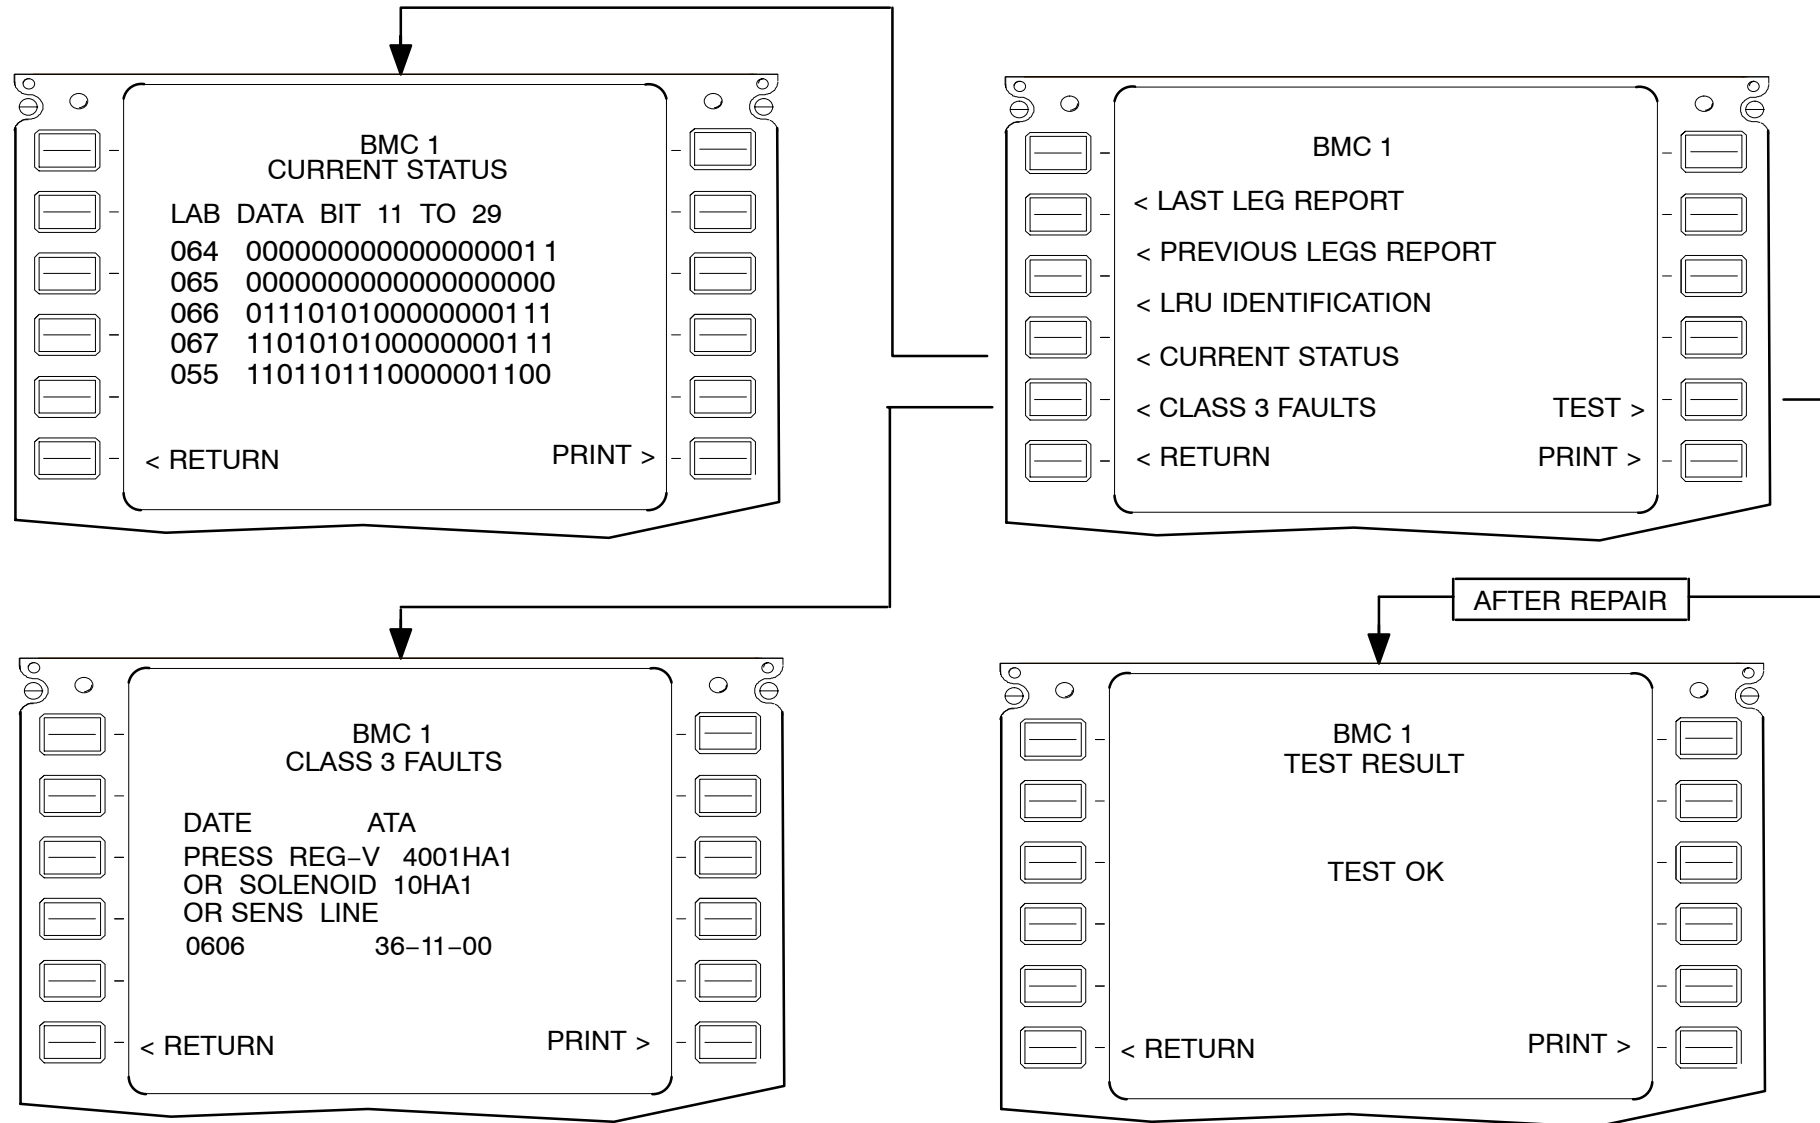 BMC 1
CURRENT STATUS
LAB DATA BIT 11 TO 29
064 0000000000000000011
065 0000000000000000000
066 0111010100000000111
067 1101010100000000111
055 1101101110000001100
< RETURN PRINT >
BMC 1
< LAST LEG REPORT
< PREVIOUS LEGS REPORT
< LRU IDENTIFICATION
< CURRENT STATUS
< CLASS 3 FAULTS TEST >
< RETURN PRINT >
BMC 1
CLASS 3 FAULTS
DATE ATA
PRESS REG–V 4001HA1
OR SOLENOID 10HA1
OR SENS LINE
0606 36–11–00
< RETURN PRINT >
AFTER REPAIR
BMC 1
TEST RESULT
TEST OK
< RETURN PRINT >